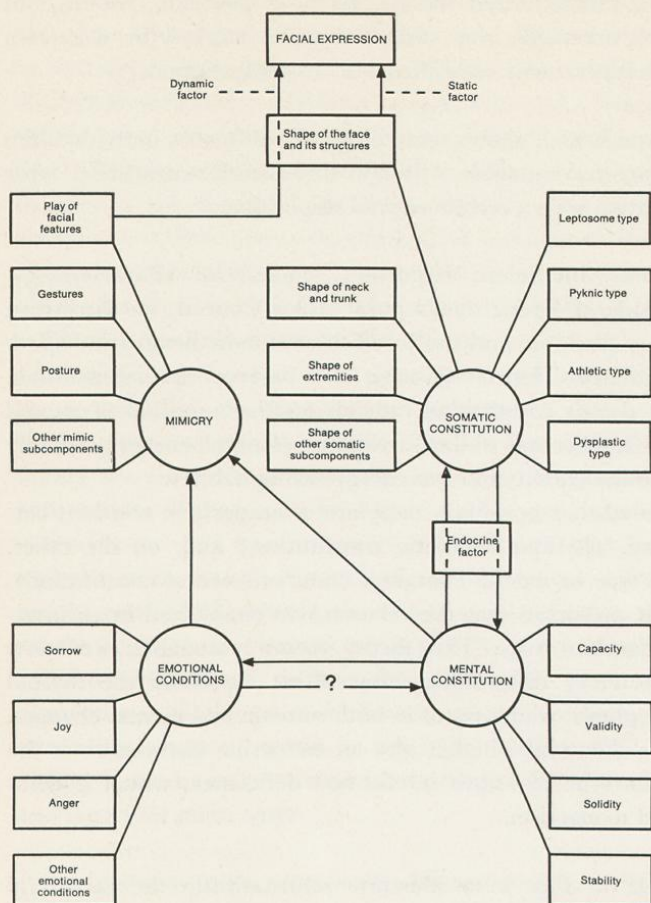 FACIAL EXPRESSION
Dynamic
factor
Static
factor
Shape of the face
and its structures
Play of
facial
features
Leptosome type
Gestures
Shape of neck
and trunk
Pyknic type
Posture
Shape of
extremities
Athletic type
MIMICRY
SOMATIC
CONSTITUTION
Other mimic
subcomponents
Shape of
other somatic
subcomponents
Dysplastic
type
Endocrine
factor
Sorrow
Capacity
EMOTIONAL
CONDITIONS
?
MENTAL
CONSTITUTION
Joy
Validity
Anger
Solidity
Other
emotional
conditions
Stability